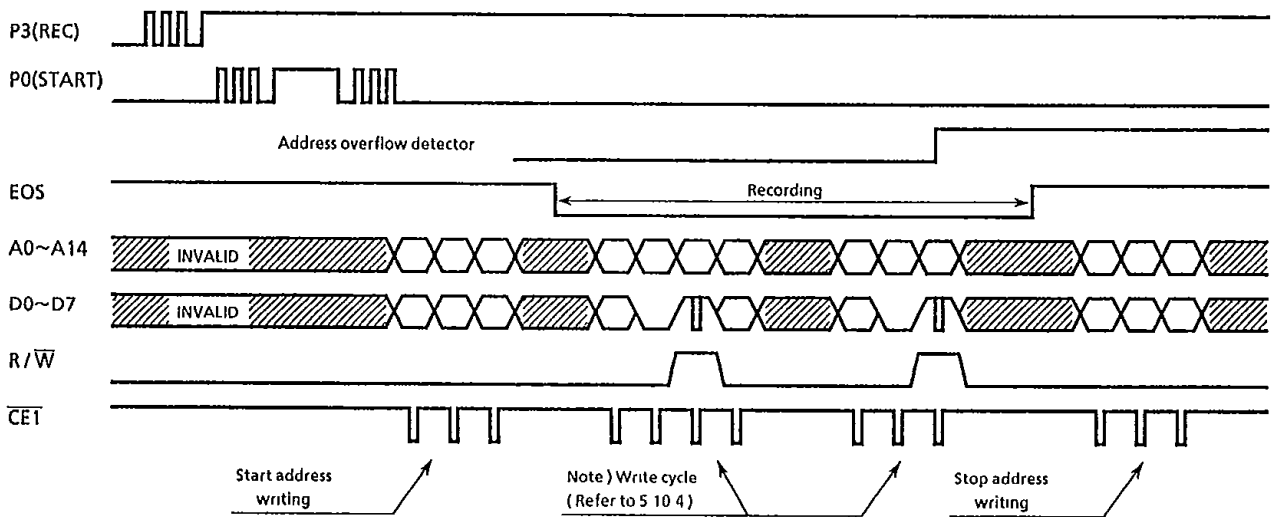 P3(REC)
P0(START)
Address overflow detector
EOS
Recording
A0~A14
INVALID
D0~D7
INVALID
R/W̅
C̅E̅1̅
Start address
writing
Note) Write cycle
(Refer to 5 10 4)
Stop address
writing